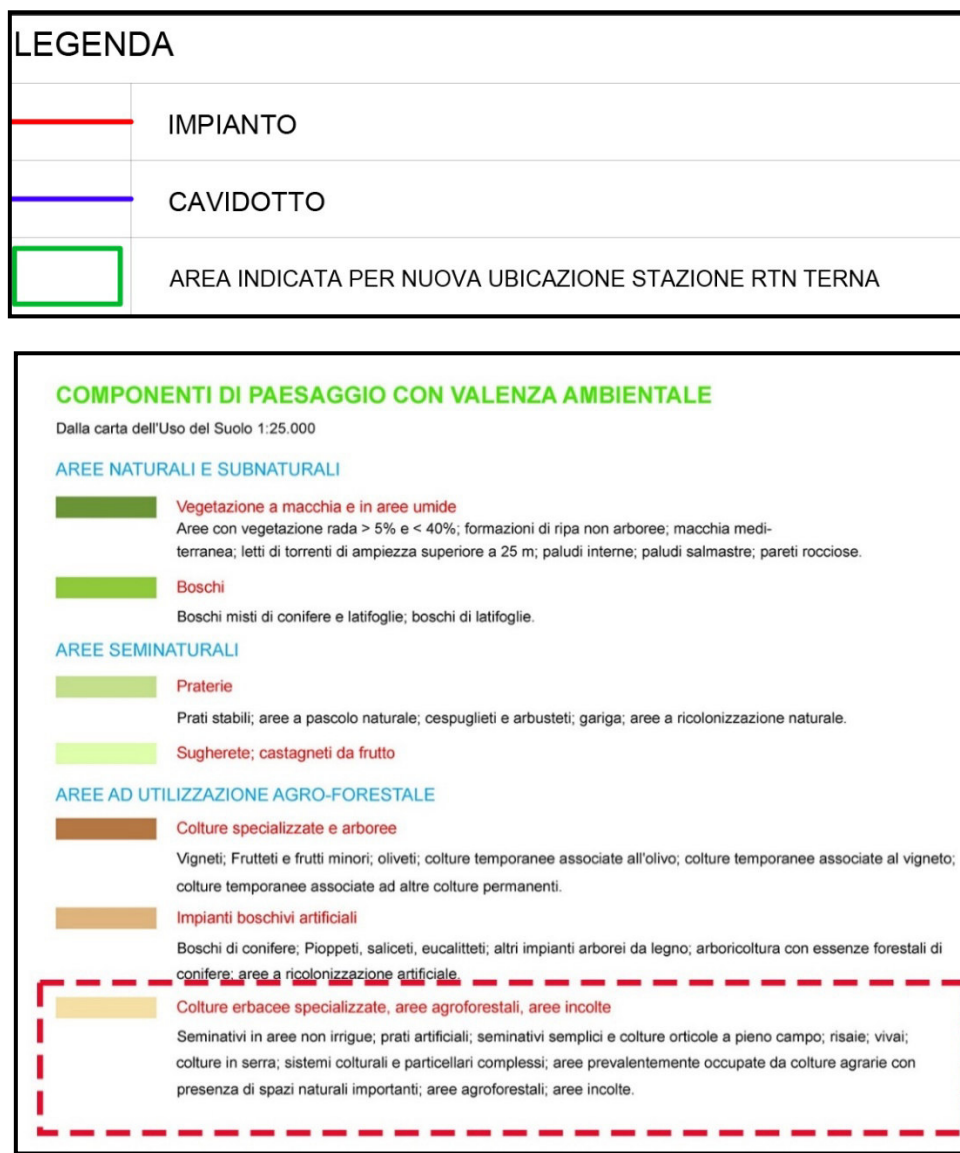 LEGENDA
IMPIANTO
CAVIDOTTO
AREA INDICATA PER NUOVA UBICAZIONE STAZIONE RTN TERNA
COMPONENTI DI PAESAGGIO CON VALENZA AMBIENTALE
Dalla carta dell'Uso del Suolo 1:25.000
AREE NATURALI E SUBNATURALI
Vegetazione a macchia e in aree umide
Aree con vegetazione rada > 5% e < 40%; formazioni di ripa non arboree; macchia medi-
terranea; letti di torrenti di ampiezza superiore a 25 m; paludi interne; paludi salmastre; pareti rocciose.
Boschi
Boschi misti di conifere e latifoglie; boschi di latifoglie.
AREE SEMINATURALI
Praterie
Prati stabili; aree a pascolo naturale; cespuglieti e arbusteti; gariga; aree a ricolonizzazione naturale.
Sugherete; castagneti da frutto
AREE AD UTILIZZAZIONE AGRO-FORESTALE
Colture specializzate e arboree
Vigneti; Frutteti e frutti minori; oliveti; colture temporanee associate all'olivo; colture temporanee associate al vigneto;
colture temporanee associate ad altre colture permanenti.
Impianti boschivi artificiali
Boschi di conifere; Pioppeti, saliceti, eucalitteti; altri impianti arborei da legno; arboricoltura con essenze forestali di
conifere; aree a ricolonizzazione artificiale.
Colture erbacee specializzate, aree agroforestali, aree incolte
Seminativi in aree non irrigue; prati artificiali; seminativi semplici e colture orticole a pieno campo; risaie; vivai;
colture in serra; sistemi colturali e particellari complessi; aree prevalentemente occupate da colture agrarie con
presenza di spazi naturali importanti; aree agroforestali; aree incolte.